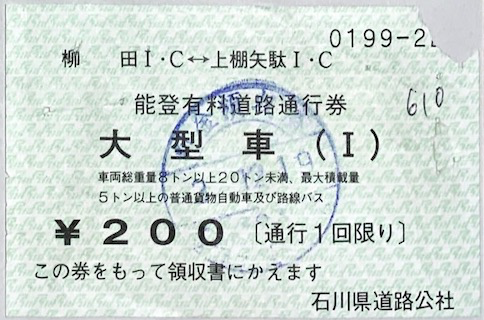 0199-2
柳 田I・C↔上棚矢駄I・C
610
能登有料道路通行券
大型車(I)
車両総重量8トン以上20トン未満、最大積載量
5トン以上の普通貨物自動車及び路線バス
¥200 〔通行1回限り〕
この券をもって領収書にかえます
石川県道路公社